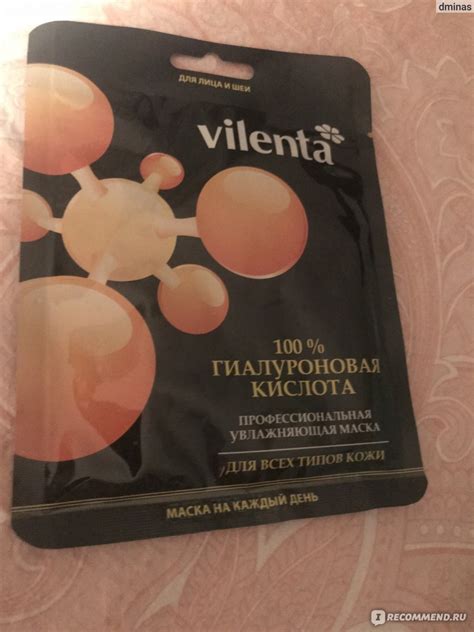 dminas
ДЛЯ ЛИЦА И ШЕИ
vilenta
100 %
ГИАЛУРОНОВАЯ
КИСЛОТА
ПРОФЕССИОНАЛЬНАЯ
УВЛАЖНЯЮЩАЯ МАСКА
ДЛЯ ВСЕХ ТИПОВ КОЖИ
МАСКА НА КАЖДЫЙ ДЕНЬ
I RECOMMEND.RU